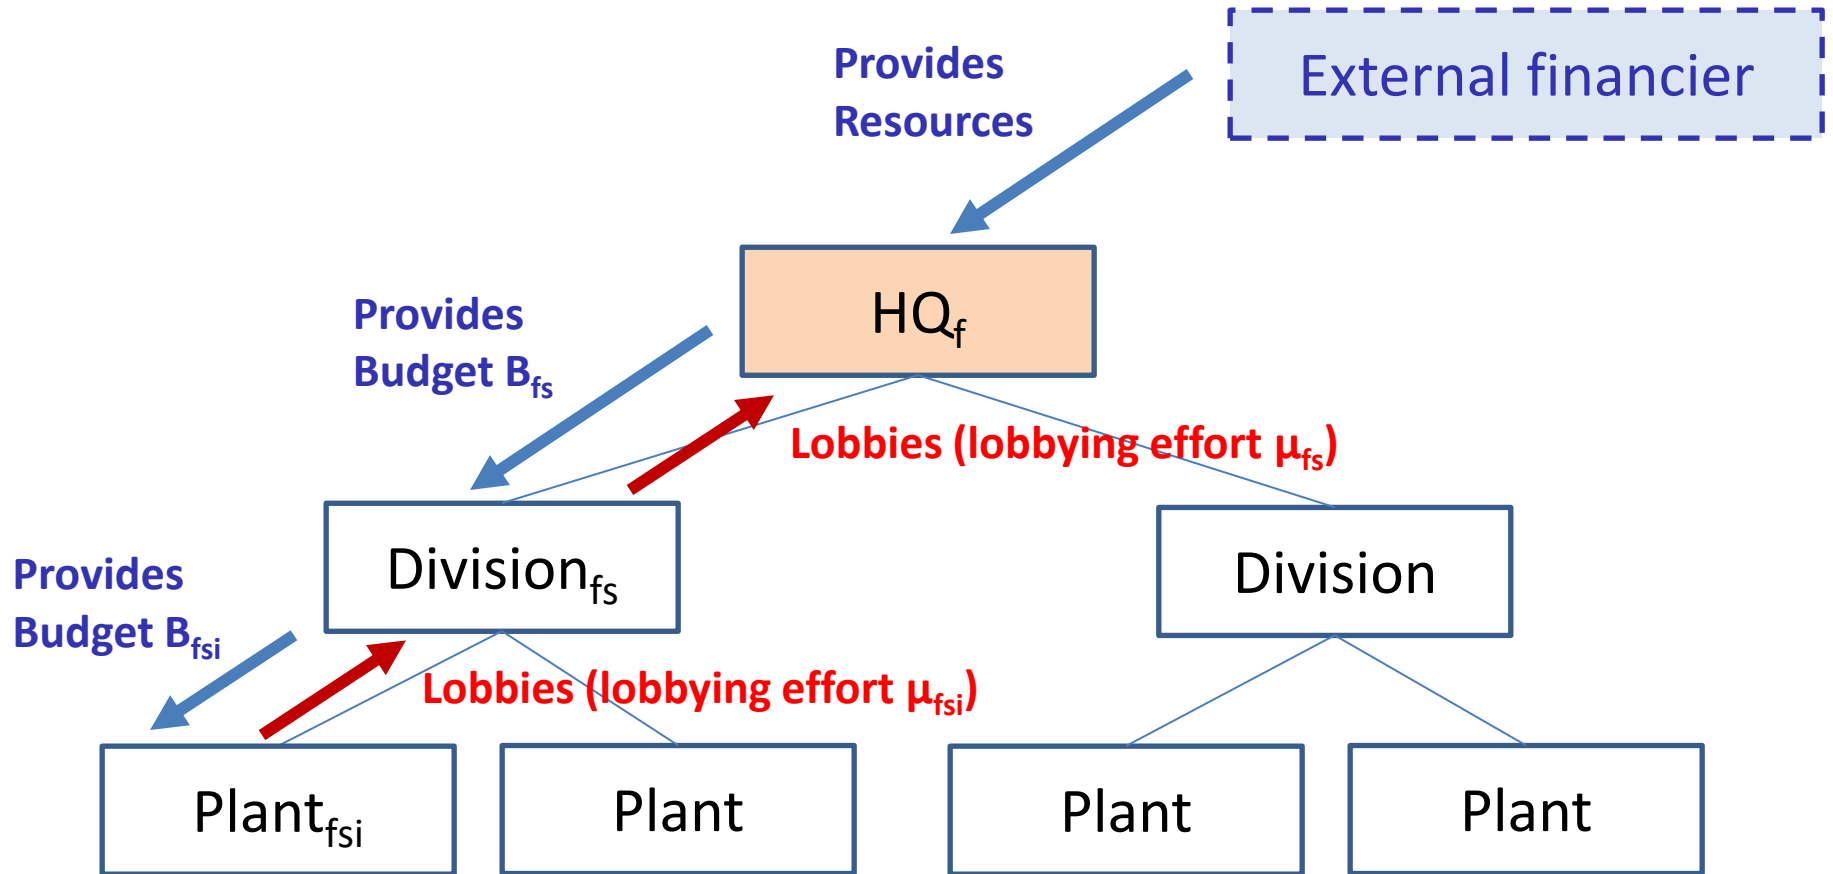 External financier
Provides
Resources
HQf
Provides
Budget Bfs
Lobbies (lobbying effort μfs)
Divisionfs
Division
Provides
Budget Bfsi
Lobbies (lobbying effort μfsi)
Plantfsi
Plant
Plant
Plant